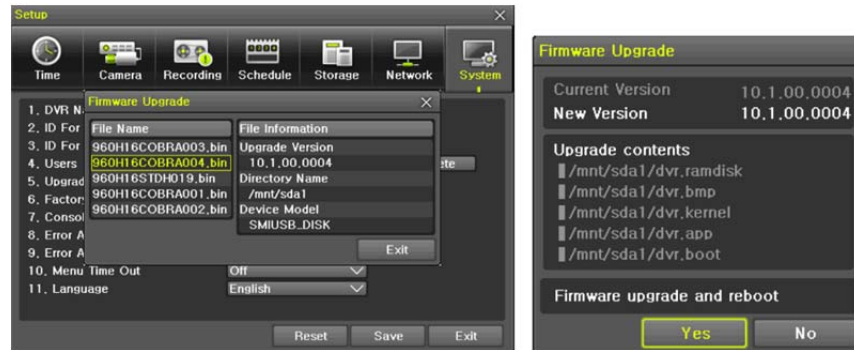 Setup
Time Camera Recording Schedule Storage Network System
1. DVR N
2. ID For
3. ID For
4. Users
5. Upgrad
6. Factor
7. Consol
8. Error A
9. Error A
10. Menu Time Out Off
11. Language English
Reset Save Exit
Firmware Upgrade
File Name File Information
960H16COBRA003.bin Upgrade Version
960H16COBRA004.bin 10.1.00.0004 ete
960H16STDH019.bin Directory Name
960H16COBRA001.bin /mnt/sda1
960H16COBRA002.bin Device Model
SMIUSB_DISK
Exit
Firmware Upgrade
Current Version 10.1.00.0004
New Version 10.1.00.0004
Upgrade contents
/mnt/sda1/dvr.ramdisk
/mnt/sda1/dvr.bmp
/mnt/sda1/dvr.kernel
/mnt/sda1/dvr.app
/mnt/sda1/dvr.boot
Firmware upgrade and reboot
Yes No